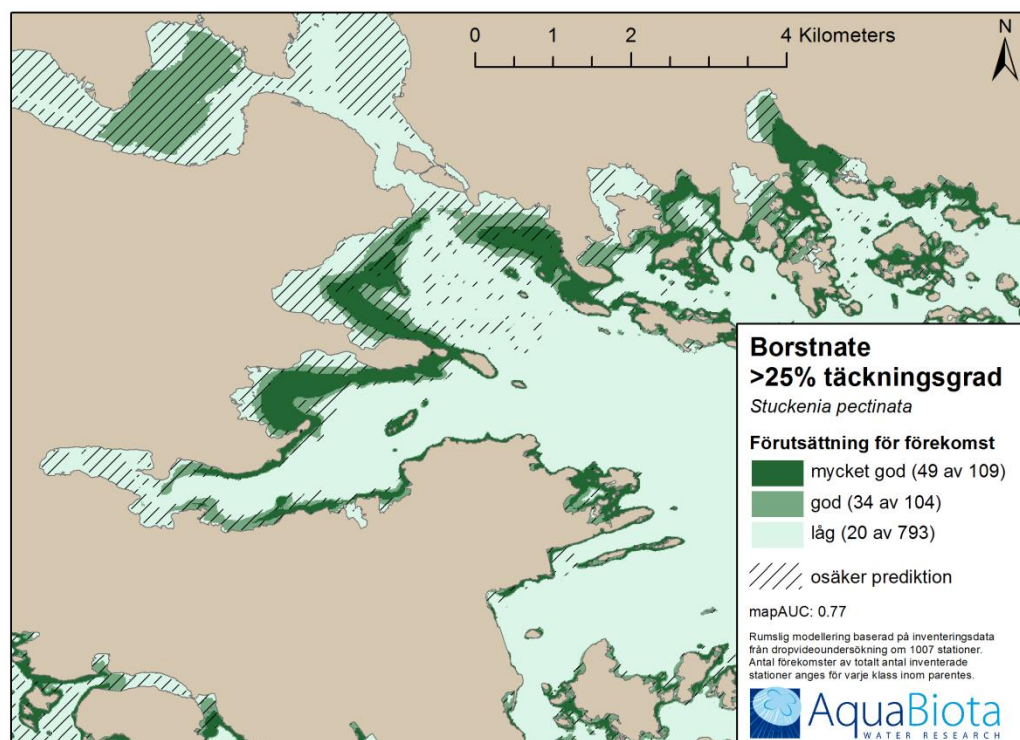 0 1 2 4 Kilometers
N
Borstnate
>25% täckningsgrad
Stuckenia pectinata
Förutsättning för förekomst
mycket god (49 av 109)
god (34 av 104)
låg (20 av 793)
osäker prediktion
mapAUC: 0.77
Rumslig modellering baserad på inventeringsdata
från dropvideoundersökning om 1007 stationer.
Antal förekomster av totalt antal inventerade
stationer anges för varje klass inom parentes.
AquaBiota
WATER RESEARCH